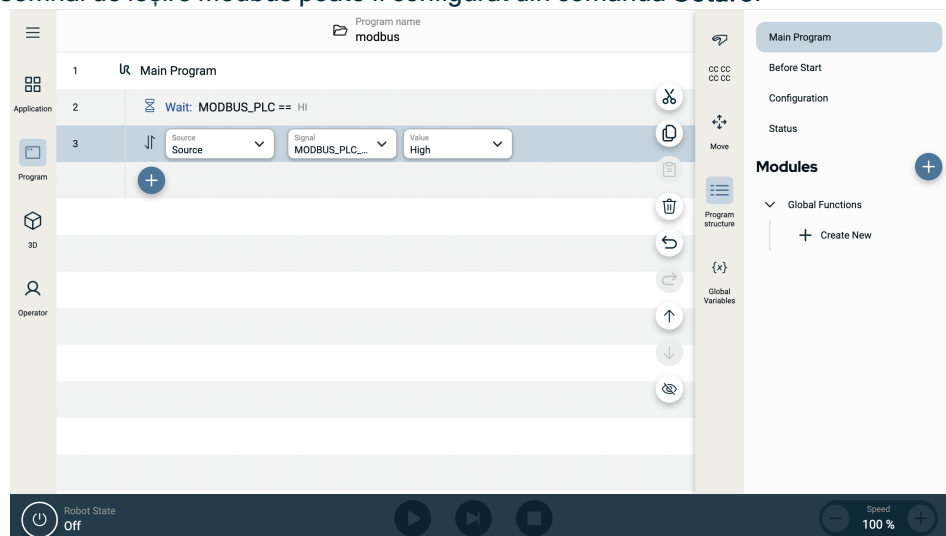 semnal de ieșire Modbus poate fi configurat din comanda Setare.
Program name
modbus
Application
Program
3D
Operator
1 Main Program
2 Wait: MODBUS_PLC == HI
3 Source Source Signal MODBUS_PLC_... Value High
CC CC
CC CC
Move
Program
structure
{x}
Global
Variables
Main Program
Before Start
Configuration
Status
Modules
Global Functions
Create New
Robot State
Off
Speed
100 %